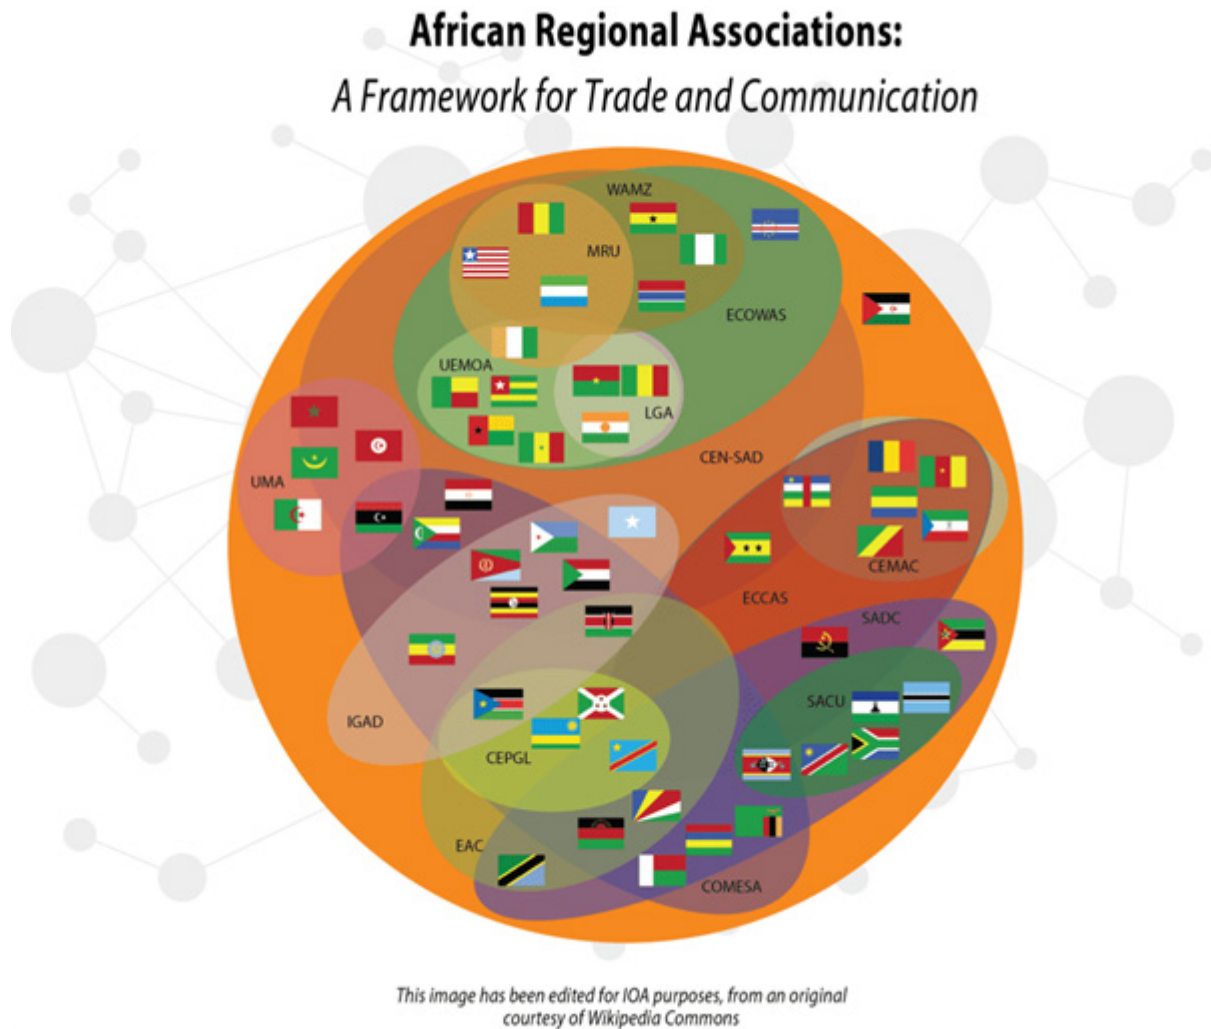 African Regional Associations:
A Framework for Trade and Communication
WAMZ
MRU
ECOWAS
UEMOA
LGA
CEN-SAD
UMA
CEMAC
ECCAS
SADC
SACU
IGAD
CEPGL
EAC
COMESA
This image has been edited for IOA purposes, from an original
courtesy of Wikipedia Commons